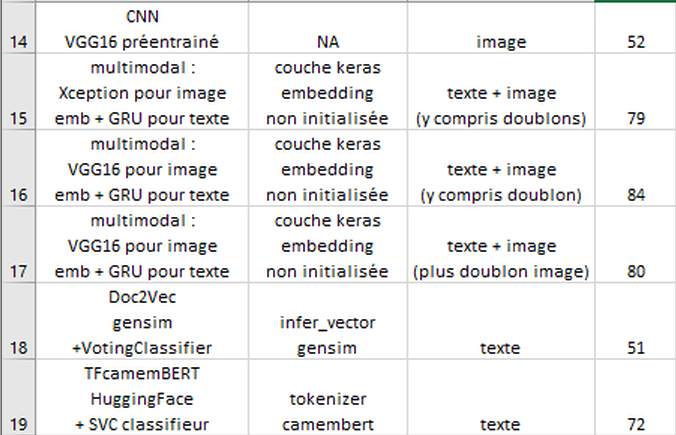 14
CNN
VGG16 préentrainé
NA
image
52
15
multimodal :
Xception pour image
emb + GRU pour texte
couche keras
embedding
non initialisée
texte + image
(y compris doublons)
79
16
multimodal :
VGG16 pour image
emb + GRU pour texte
couche keras
embedding
non initialisée
texte + image
(y compris doublon)
84
17
multimodal :
VGG16 pour image
emb + GRU pour texte
couche keras
embedding
non initialisée
texte + image
(plus doublon image)
80
18
Doc2Vec
gensim
+VotingClassifier
infer_vector
gensim
texte
51
19
TFcamemBERT
HuggingFace
+ SVC classifieur
tokenizer
camembert
texte
72